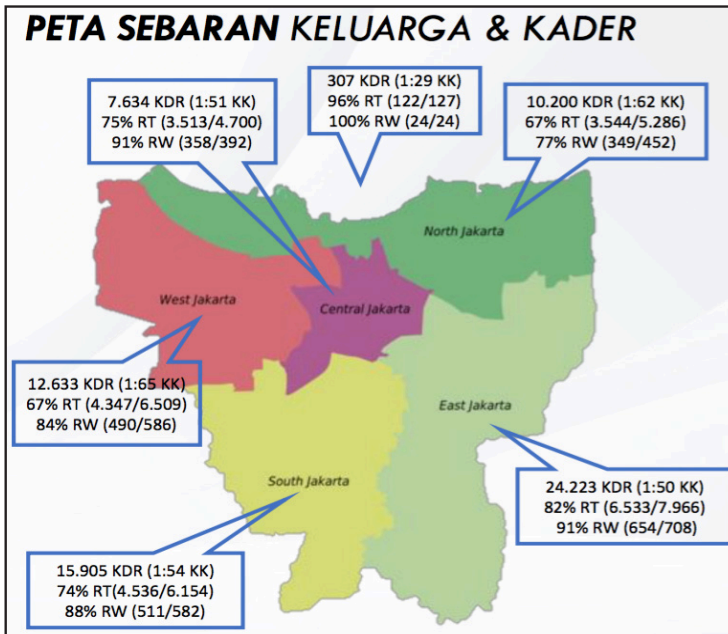 PETA SEBARAN KELUARGA & KADER
7.634 KDR (1:51 KK)
75% RT (3.513/4.700)
91% RW (358/392)
307 KDR (1:29 KK)
96% RT (122/127)
100% RW (24/24)
10.200 KDR (1:62 KK)
67% RT (3.544/5.286)
77% RW (349/452)
North Jakarta
West Jakarta
Central Jakarta
12.633 KDR (1:65 KK)
67% RT (4.347/6.509)
84% RW (490/586)
East Jakarta
South Jakarta
24.223 KDR (1:50 KK)
82% RT (6.533/7.966)
91% RW (654/708)
15.905 KDR (1:54 KK)
74% RT(4.536/6.154)
88% RW (511/582)